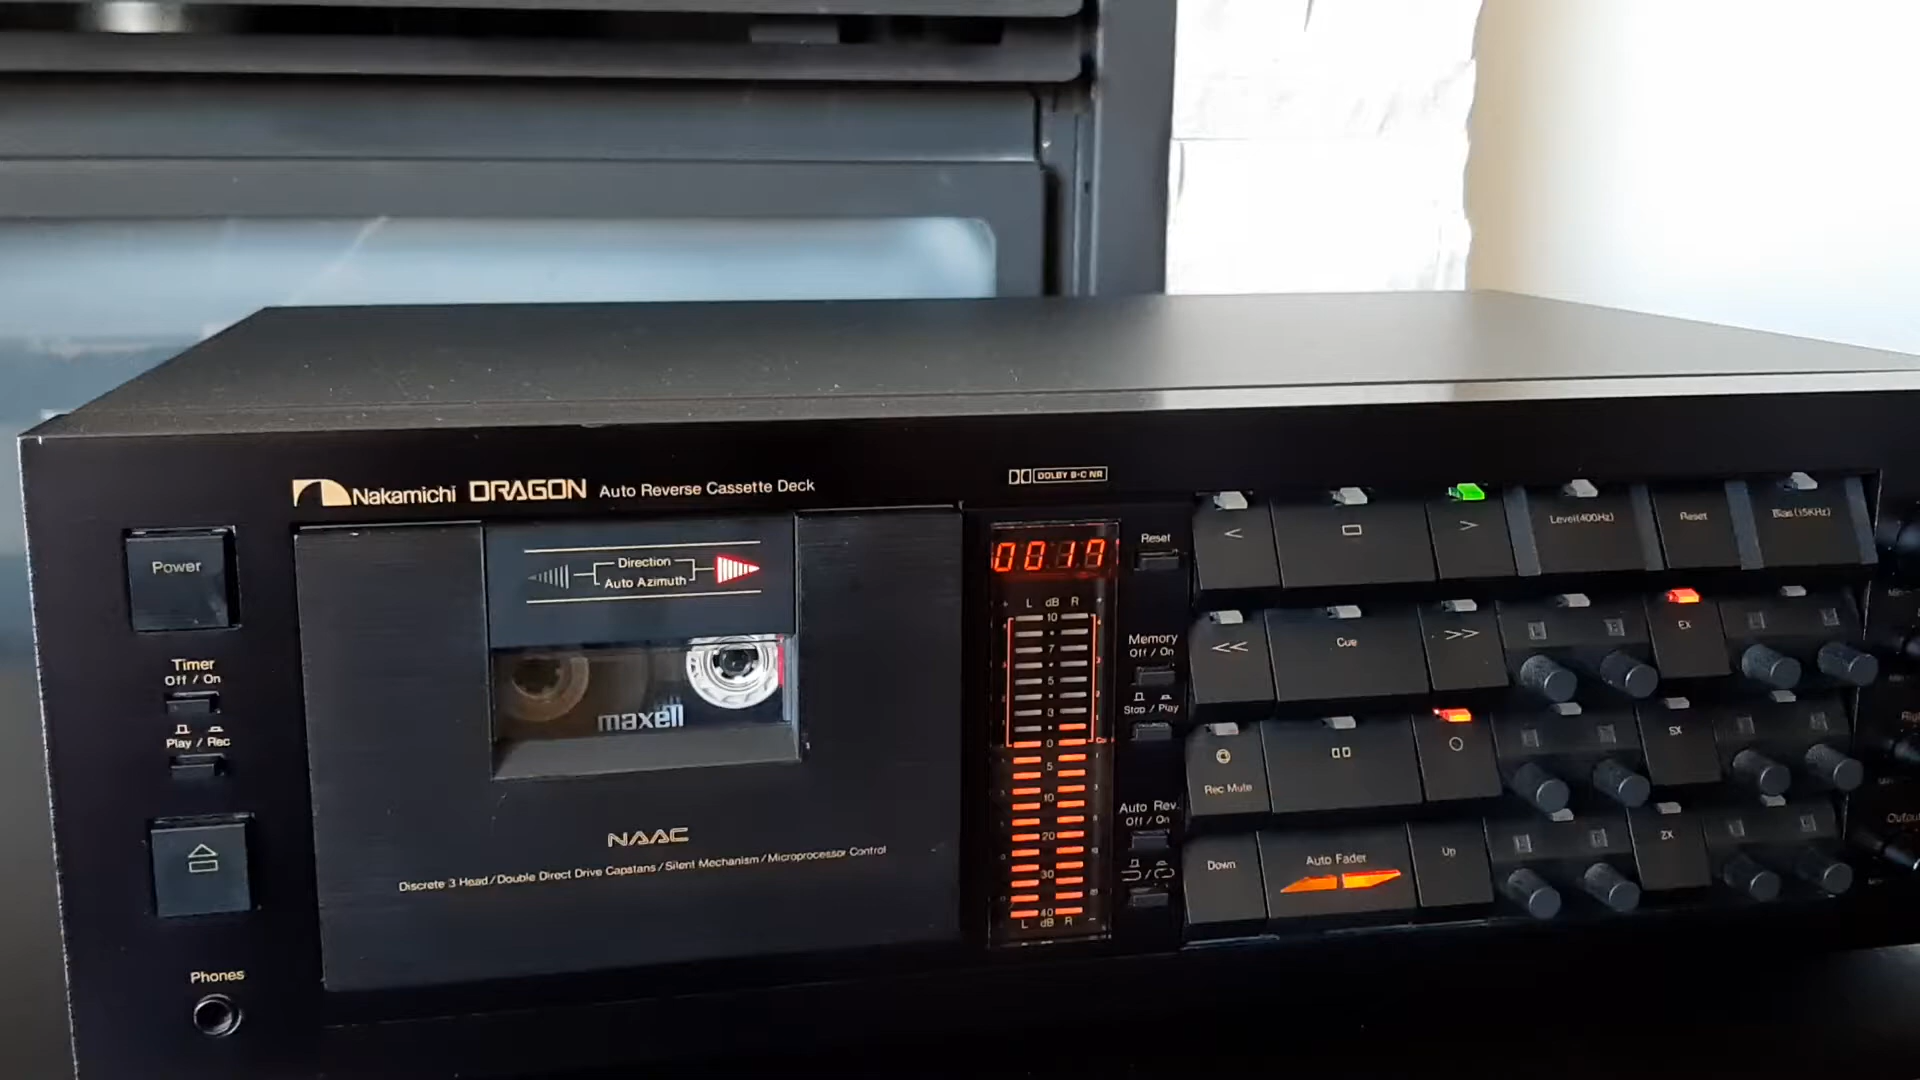 Nakamichi DRAGON Auto Reverse Cassette Deck
DOLBY B-C NR
Power
Timer
Off / On
Play / Rec
Phones
Direction
Auto Azimuth
maxell
NAAC
Discrete 3 Head/Double Direct Drive Capstans/Silent Mechanism/Microprocessor Control
0017
L dB R
10
7
5
3
0
5
10
20
30
40
L dB R
Reset
Memory
Off / On
Stop / Play
Auto Rev.
Off / On
<
>
Level(400Hz)
Reset
Bias(15KHz)
<<
Cue
>>
L
R
EX
Rec Mute
SX
Down
Auto Fader
Up
ZX
Output